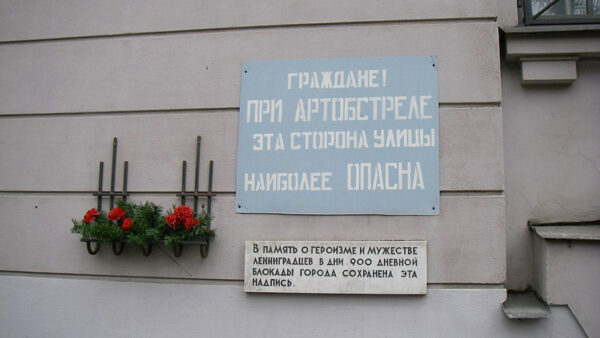 ГРАЖДАНЕ!
ПРИ АРТОБСТРЕЛЕ
ЭТА СТОРОНА УЛИЦЫ
НАИБОЛЕЕ ОПАСНА
В ПАМЯТЬ О ГЕРОИЗМЕ И МУЖЕСТВЕ
ЛЕНИНГРАДЦЕВ В ДНИ 900 ДНЕВНОЙ
БЛОКАДЫ ГОРОДА СОХРАНЕНА ЭТА
НАДПИСЬ.